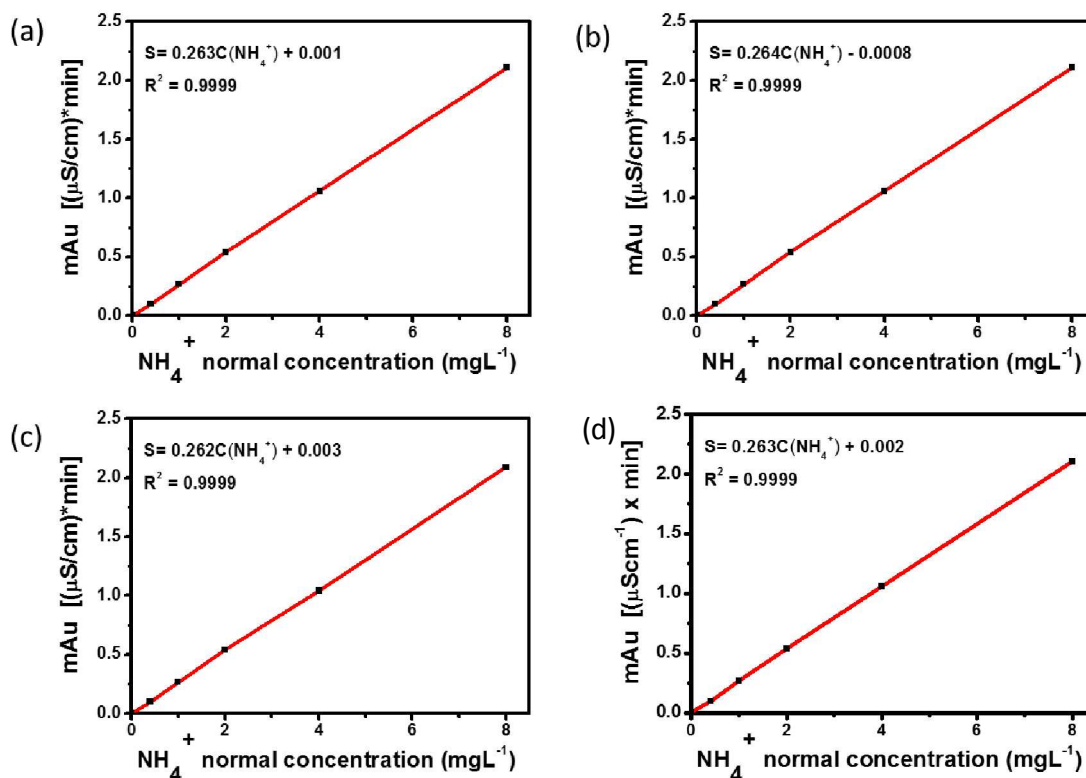 (a)
S= 0.263C(NH₄⁺) + 0.001
R² = 0.9999
mAu [(μS/cm)*min]
2.5
2.0
1.5
1.0
0.5
0.0
0 2 4 6 8
NH₄⁺ normal concentration (mgL⁻¹)
(b)
S= 0.264C(NH₄⁺) - 0.0008
R² = 0.9999
mAu [(μS/cm)*min]
2.5
2.0
1.5
1.0
0.5
0.0
0 2 4 6 8
NH₄⁺ normal concentration (mgL⁻¹)
(c)
S= 0.262C(NH₄⁺) + 0.003
R² = 0.9999
mAu [(μS/cm)*min]
2.5
2.0
1.5
1.0
0.5
0.0
0 2 4 6 8
NH₄⁺ normal concentration (mgL⁻¹)
(d)
S= 0.263C(NH₄⁺) + 0.002
R² = 0.9999
mAu [(μScm⁻¹) x min]
2.5
2.0
1.5
1.0
0.5
0.0
0 2 4 6 8
NH₄⁺ normal concentration (mgL⁻¹)